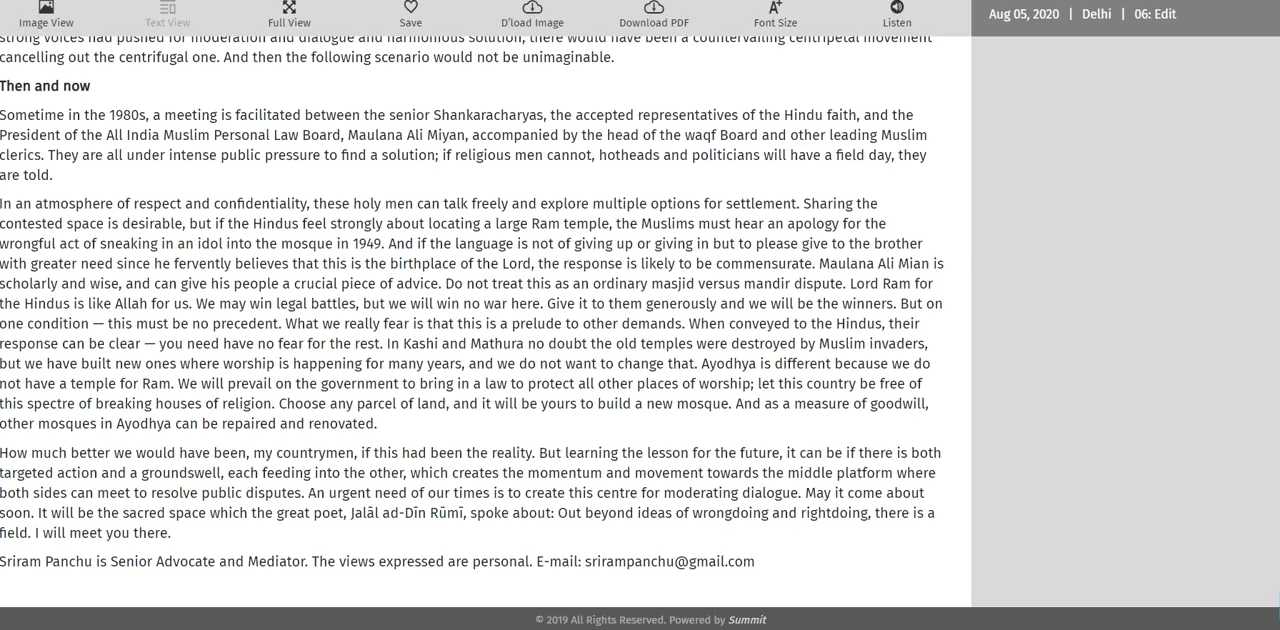 Image View Text View Full View Save D'load Image Download PDF Font Size Listen
Aug 05, 2020 | Delhi | 06: Edit
strong voices had pushed for moderation and dialogue and harmonious solution, there would have been a countervailing centripetal movement
cancelling out the centrifugal one. And then the following scenario would not be unimaginable.
Then and now
Sometime in the 1980s, a meeting is facilitated between the senior Shankaracharyas, the accepted representatives of the Hindu faith, and the
President of the All India Muslim Personal Law Board, Maulana Ali Miyan, accompanied by the head of the waqf Board and other leading Muslim
clerics. They are all under intense public pressure to find a solution; if religious men cannot, hotheads and politicians will have a field day, they
are told.
In an atmosphere of respect and confidentiality, these holy men can talk freely and explore multiple options for settlement. Sharing the
contested space is desirable, but if the Hindus feel strongly about locating a large Ram temple, the Muslims must hear an apology for the
wrongful act of sneaking in an idol into the mosque in 1949. And if the language is not of giving up or giving in but to please give to the brother
with greater need since he fervently believes that this is the birthplace of the Lord, the response is likely to be commensurate. Maulana Ali Mian is
scholarly and wise, and can give his people a crucial piece of advice. Do not treat this as an ordinary masjid versus mandir dispute. Lord Ram for
the Hindus is like Allah for us. We may win legal battles, but we will win no war here. Give it to them generously and we will be the winners. But on
one condition — this must be no precedent. What we really fear is that this is a prelude to other demands. When conveyed to the Hindus, their
response can be clear — you need have no fear for the rest. In Kashi and Mathura no doubt the old temples were destroyed by Muslim invaders,
but we have built new ones where worship is happening for many years, and we do not want to change that. Ayodhya is different because we do
not have a temple for Ram. We will prevail on the government to bring in a law to protect all other places of worship; let this country be free of
this spectre of breaking houses of religion. Choose any parcel of land, and it will be yours to build a new mosque. And as a measure of goodwill,
other mosques in Ayodhya can be repaired and renovated.
How much better we would have been, my countrymen, if this had been the reality. But learning the lesson for the future, it can be if there is both
targeted action and a groundswell, each feeding into the other, which creates the momentum and movement towards the middle platform where
both sides can meet to resolve public disputes. An urgent need of our times is to create this centre for moderating dialogue. May it come about
soon. It will be the sacred space which the great poet, Jalāl ad-Dīn Rūmī, spoke about: Out beyond ideas of wrongdoing and rightdoing, there is a
field. I will meet you there.
Sriram Panchu is Senior Advocate and Mediator. The views expressed are personal. E-mail: srirampanchu@gmail.com
© 2019 All Rights Reserved. Powered by Summit